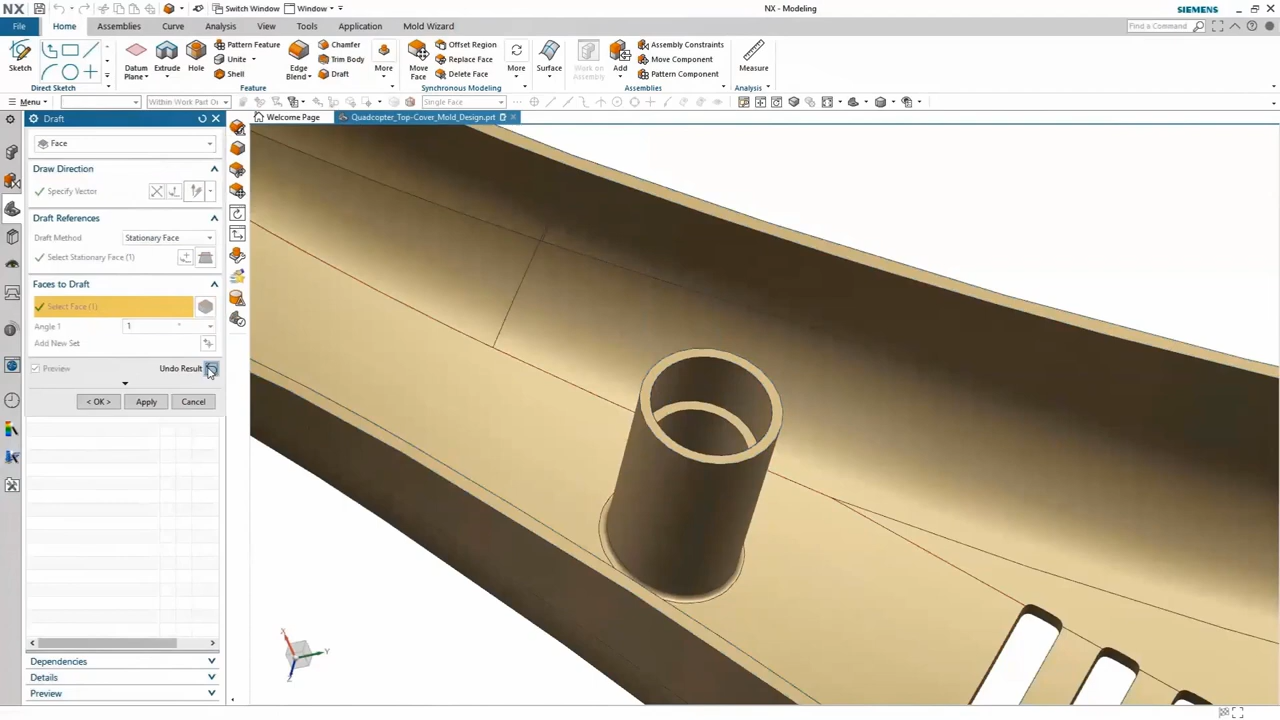 NX
Switch Window
Window
NX - Modeling
SIEMENS
File
Home
Assemblies
Curve
Analysis
View
Tools
Application
Mold Wizard
Find a Command
Sketch
Direct Sketch
Datum Plane
Extrude
Hole
Pattern Feature
Unite
Shell
Edge Blend
Chamfer
Trim Body
Draft
More
Feature
Move Face
Offset Region
Replace Face
Delete Face
More
Synchronous Modeling
Surface
Work on Assembly
Add
Assembly Constraints
Move Component
Pattern Component
Assemblies
Measure
Analysis
Menu
Within Work Part On
Single Face
Draft
Welcome Page
Quadcopter_Top-Cover_Mold_Design.prt
Face
Draw Direction
Specify Vector
Draft References
Draft Method
Stationary Face
Select Stationary Face (1)
Faces to Draft
Select Face (1)
Angle 1
1
°
Add New Set
Preview
Undo Result
< OK >
Apply
Cancel
Dependencies
Details
Preview
X
Y
Z